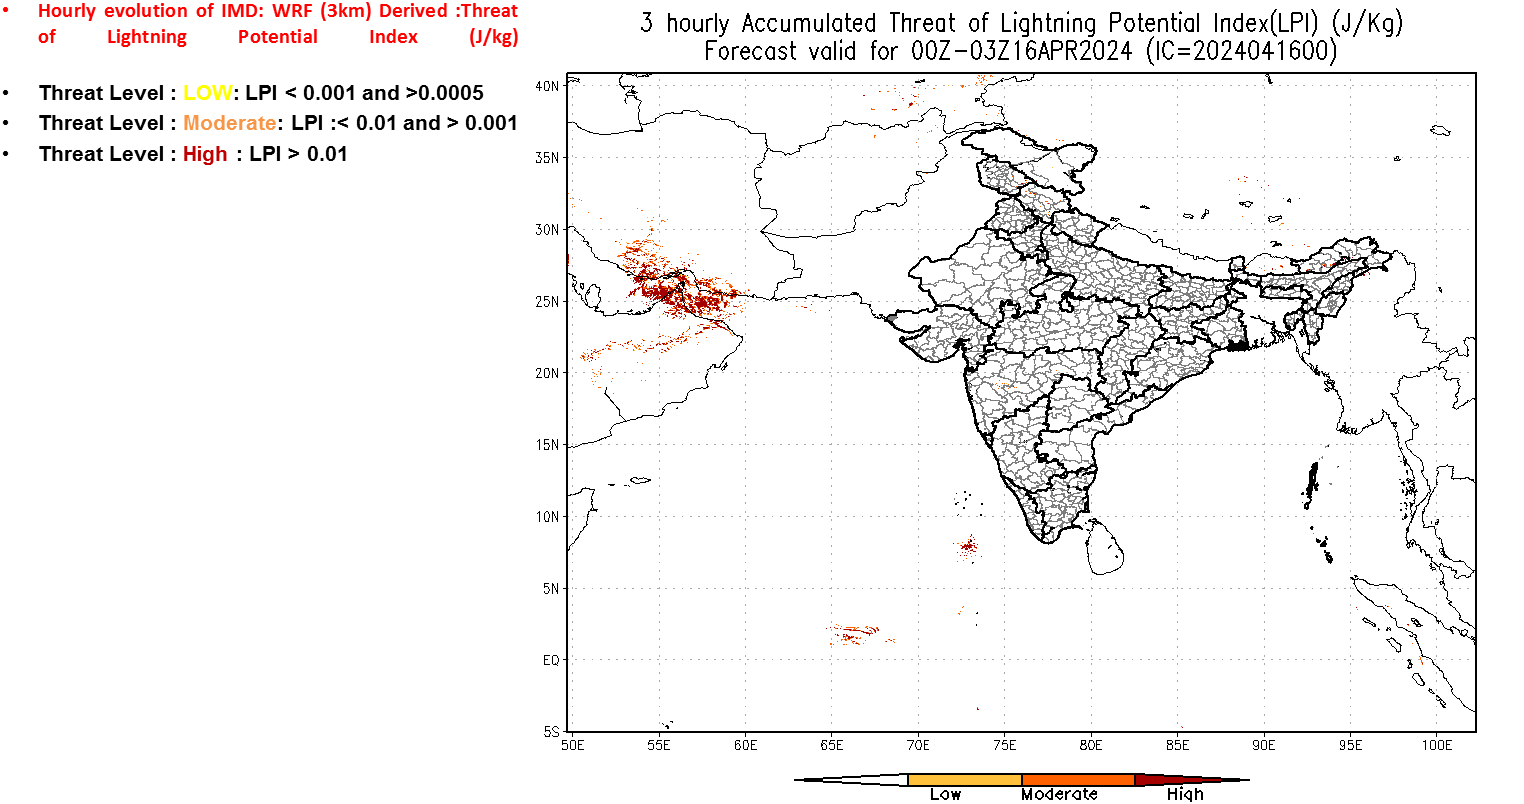 • Hourly evolution of IMD: WRF (3km) Derived :Threat
of Lightning Potential Index (J/kg)
• Threat Level : LOW: LPI < 0.001 and >0.0005
• Threat Level : Moderate: LPI :< 0.01 and > 0.001
• Threat Level : High : LPI > 0.01
3 hourly Accumulated Threat of Lightning Potential Index(LPI) (J/Kg)
Forecast valid for 00Z-03Z16APR2024 (IC=2024041600)
40N
35N
30N
25N
20N
15N
10N
5N
EQ
5S
50E 55E 60E 65E 70E 75E 80E 85E 90E 95E 100E
Low Moderate High